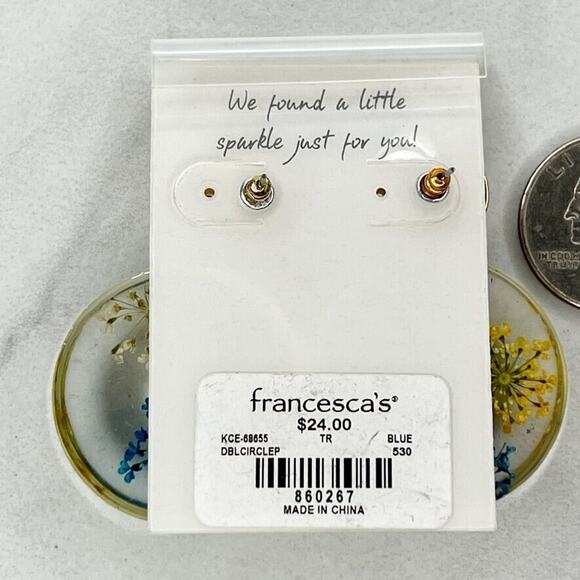 We found a little
sparkle just for you!
francesca's®
$24.00
KCE-68655 TR BLUE
DBLCIRCLEP 530
860267
MADE IN CHINA